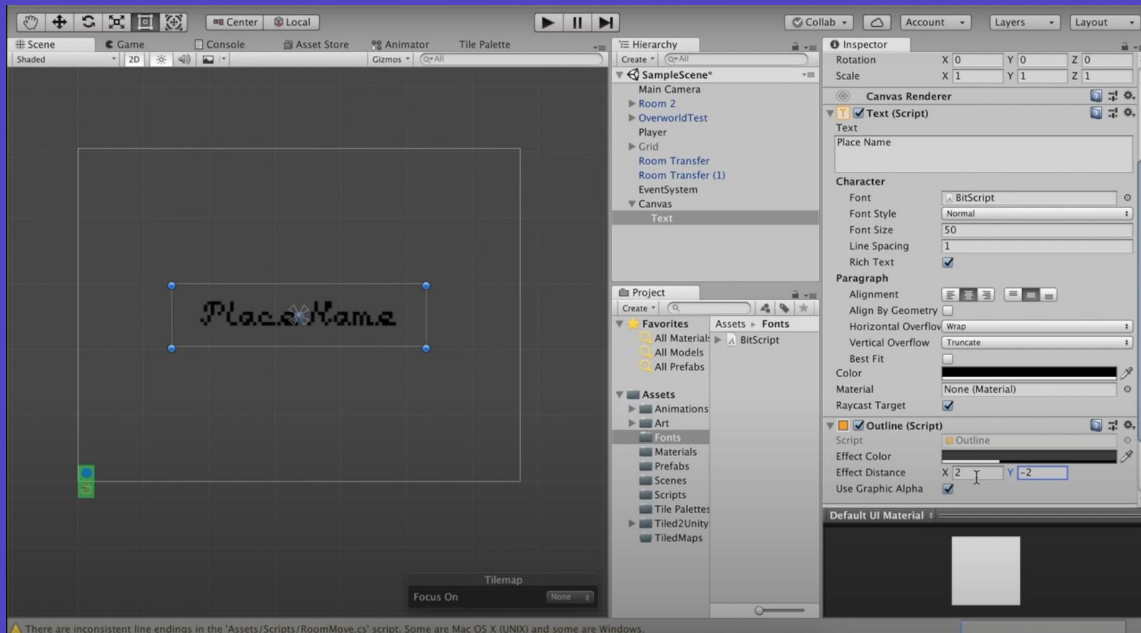 Center Local Collab Account Layers Layout
Scene Game Console Asset Store Animator Tile Palette
Shaded 2D Gizmos All
Place Name
Tilemap
Focus On None
Hierarchy
Create All
SampleScene*
Main Camera
Room 2
OverworldTest
Player
Grid
Room Transfer
Room Transfer (1)
EventSystem
Canvas
Text
Project
Create
Favorites
All Materials
All Models
All Prefabs
Assets
Animations
Art
Fonts
Materials
Prefabs
Scenes
Scripts
Tile Palettes
Tiled2Unity
TiledMaps
Assets Fonts
BitScript
Inspector
Rotation X 0 Y 0 Z 0
Scale X 1 Y 1 Z 1
Canvas Renderer
Text (Script)
Text
Place Name
Character
Font BitScript
Font Style Normal
Font Size 50
Line Spacing 1
Rich Text
Paragraph
Alignment
Align By Geometry
Horizontal Overflov Wrap
Vertical Overflow Truncate
Best Fit
Color
Material None (Material)
Raycast Target
Outline (Script)
Script Outline
Effect Color
Effect Distance X 2 Y -2
Use Graphic Alpha
Default UI Material
There are inconsistent line endings in the 'Assets/Scripts/RoomMove.cs' script. Some are Mac OS X (UNIX) and some are Windows.